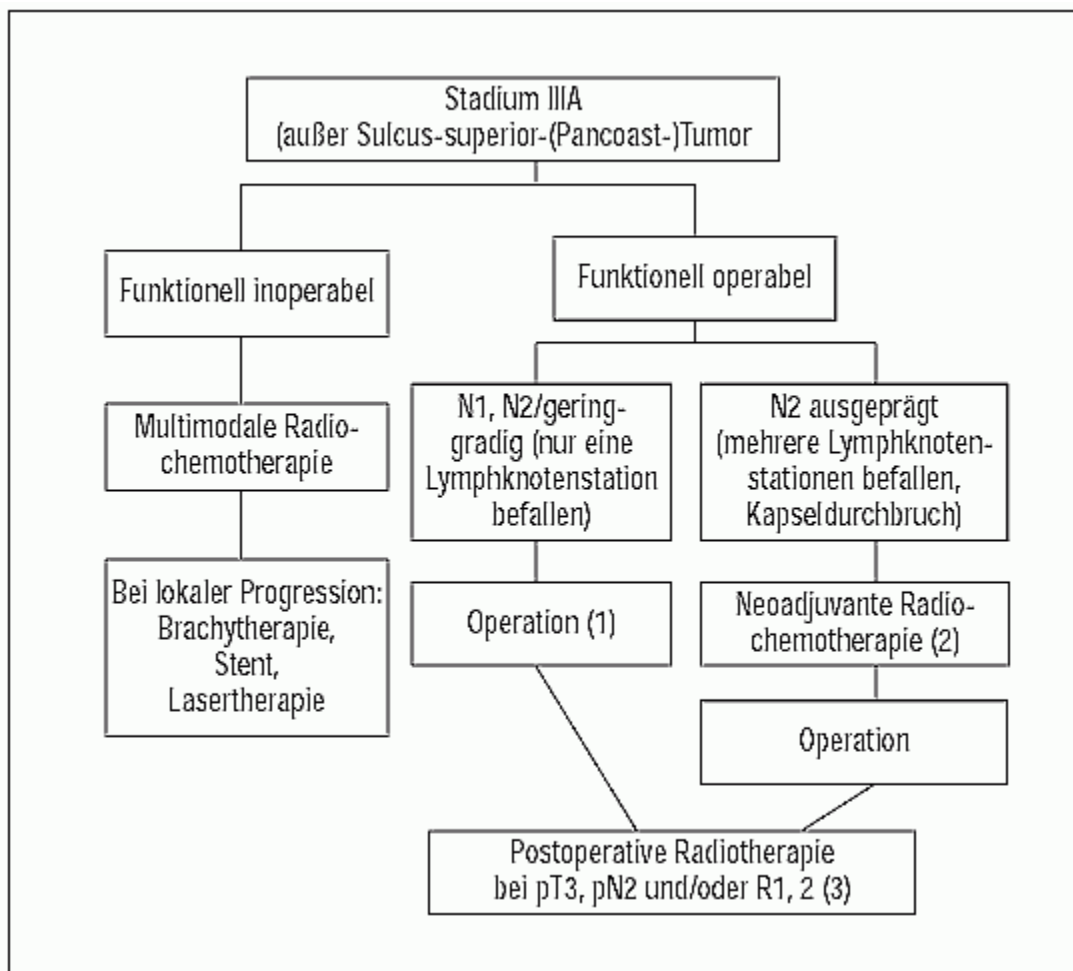 Stadium IIIA
(außer Sulcus-superior-(Pancoast-)Tumor
Funktionell inoperabel
Funktionell operabel
Multimodale Radio-
chemotherapie
N1, N2/gering-
gradig (nur eine
Lymphknotenstation
befallen)
N2 ausgeprägt
(mehrere Lymphknoten-
stationen befallen,
Kapseldurchbruch)
Bei lokaler Progression:
Brachytherapie,
Stent,
Lasertherapie
Operation (1)
Neoadjuvante Radio-
chemotherapie (2)
Operation
Postoperative Radiotherapie
bei pT3, pN2 und/oder R1, 2 (3)